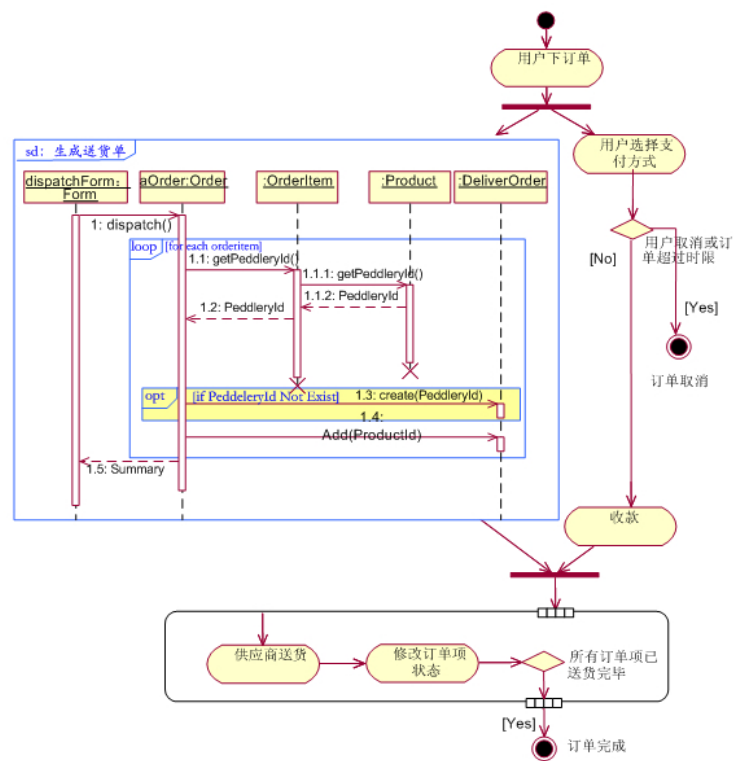 用户下订单
sd: 生成送货单
用户选择支
付方式
dispatchForm:
Form
aOrder:Order
:OrderItem
:Product
:DeliverOrder
1: dispatch()
loop
[for each orderitem]
1.1: getPeddleryId()
1.1.1: getPeddleryId()
1.1.2: PeddleryId
1.2: PeddleryId
用户取消或订
单超过时限
[No]
[Yes]
订单取消
opt
[if PeddeleryId Not Exist]
1.3: create(PeddleryId)
1.4:
Add(ProductId)
1.5: Summary
收款
供应商送货
修改订单项
状态
所有订单项已
送货完毕
[Yes]
订单完成